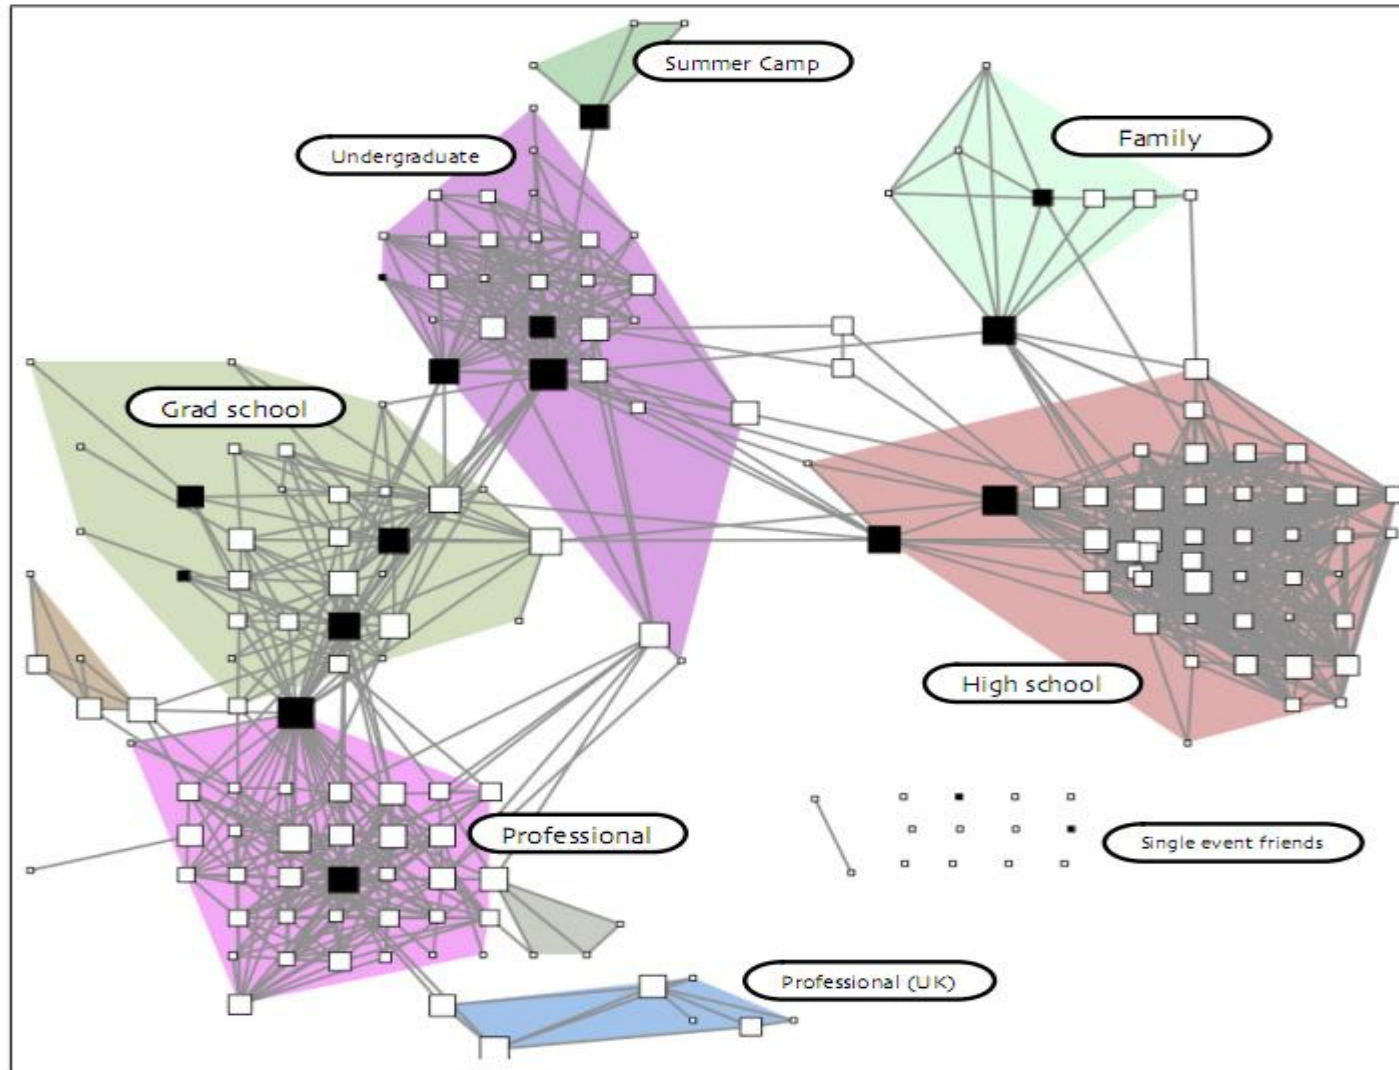 Summer Camp
Family
Undergraduate
Grad school
High school
Professional
Single event friends
Professional (UK)